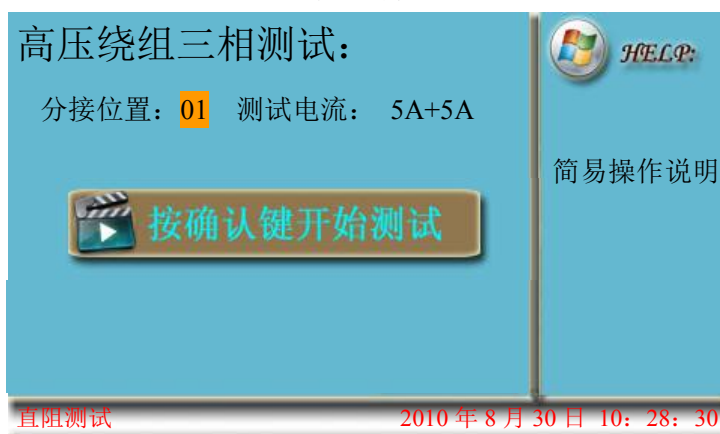 高压绕组三相测试：
分接位置：01 测试电流： 5A+5A
按确认键开始测试
HELP:
简易操作说明
直阻测试
2010 年 8 月 30 日 10：28：30